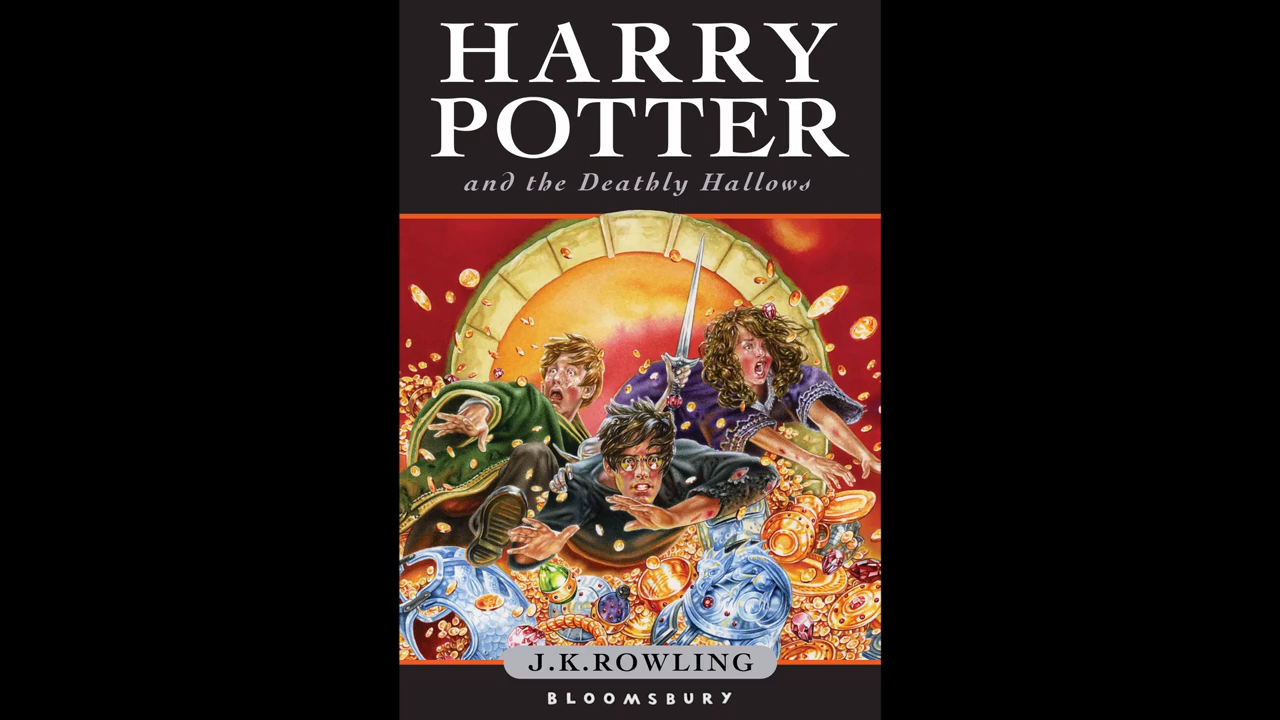 HARRY
POTTER
and the Deathly Hallows
J.K.ROWLING
BLOOMSBURY